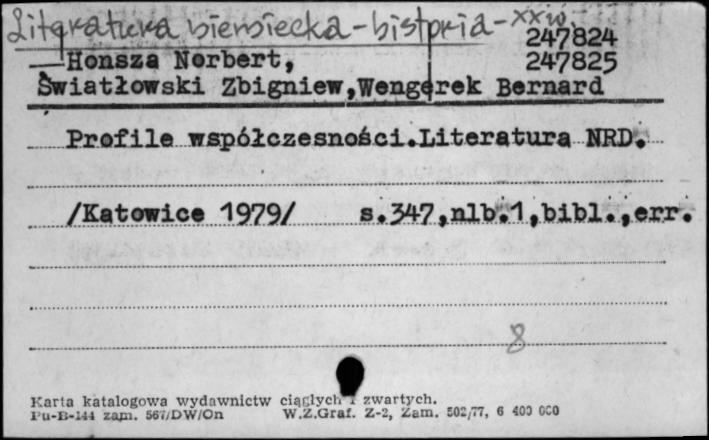 Literatura niemiecka - historia - XX w.
247824
Honsza Norbert, 247825
Światłowski Zbigniew,Wengerek Bernard
Profile współczesności.Literatura NRD.
/Katowice 1979/ s.347,nlb.1,bibl.,err.
8
Karta katalogowa wydawnictw ciągłych i zwartych.
Pu-B-144 zam. 567/DW/On W.Z.Graf. Z-2, Zam. 502/77, 6 400 000